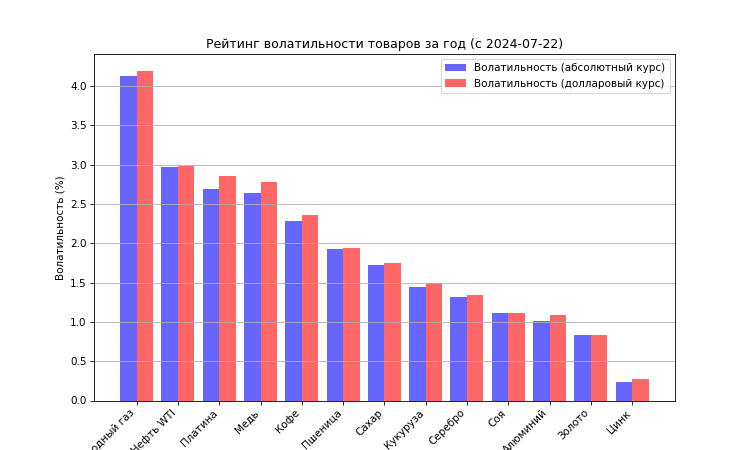 Рейтинг волатильности товаров за год (с 2024-07-22)
Волатильность (абсолютный курс)
Волатильность (долларовый курс)
Волатильность (%)
4.0
3.5
3.0
2.5
2.0
1.5
1.0
0.5
0.0
одный газ
Нефть WTI
Платина
Медь
Кофе
Пшеница
Сахар
Кукуруза
Серебро
Соя
Алюминий
Золото
Цинк